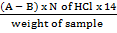 (A − B) x N of HCl x 14
weight of sample